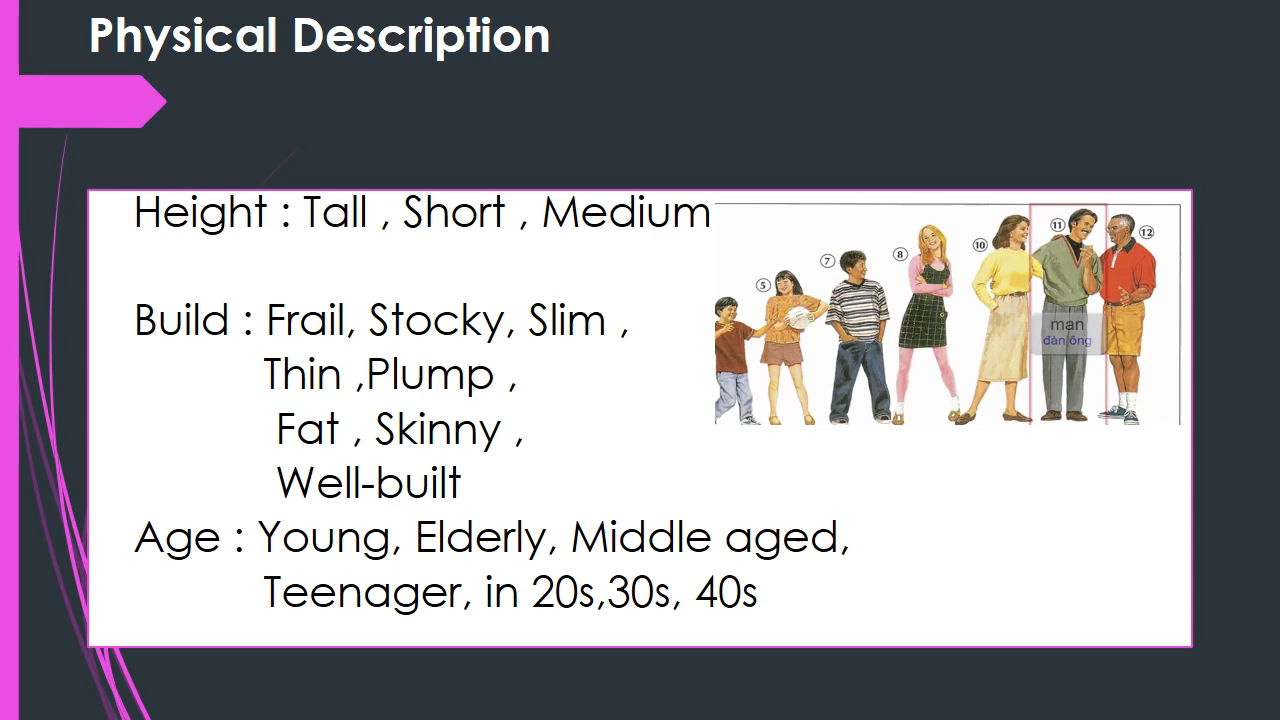 Physical Description
Height : Tall , Short , Medium
Build : Frail, Stocky, Slim ,
Thin ,Plump ,
Fat , Skinny ,
Well-built
Age : Young, Elderly, Middle aged,
Teenager, in 20s,30s, 40s
5
7
8
10
11
12
man
đàn ông